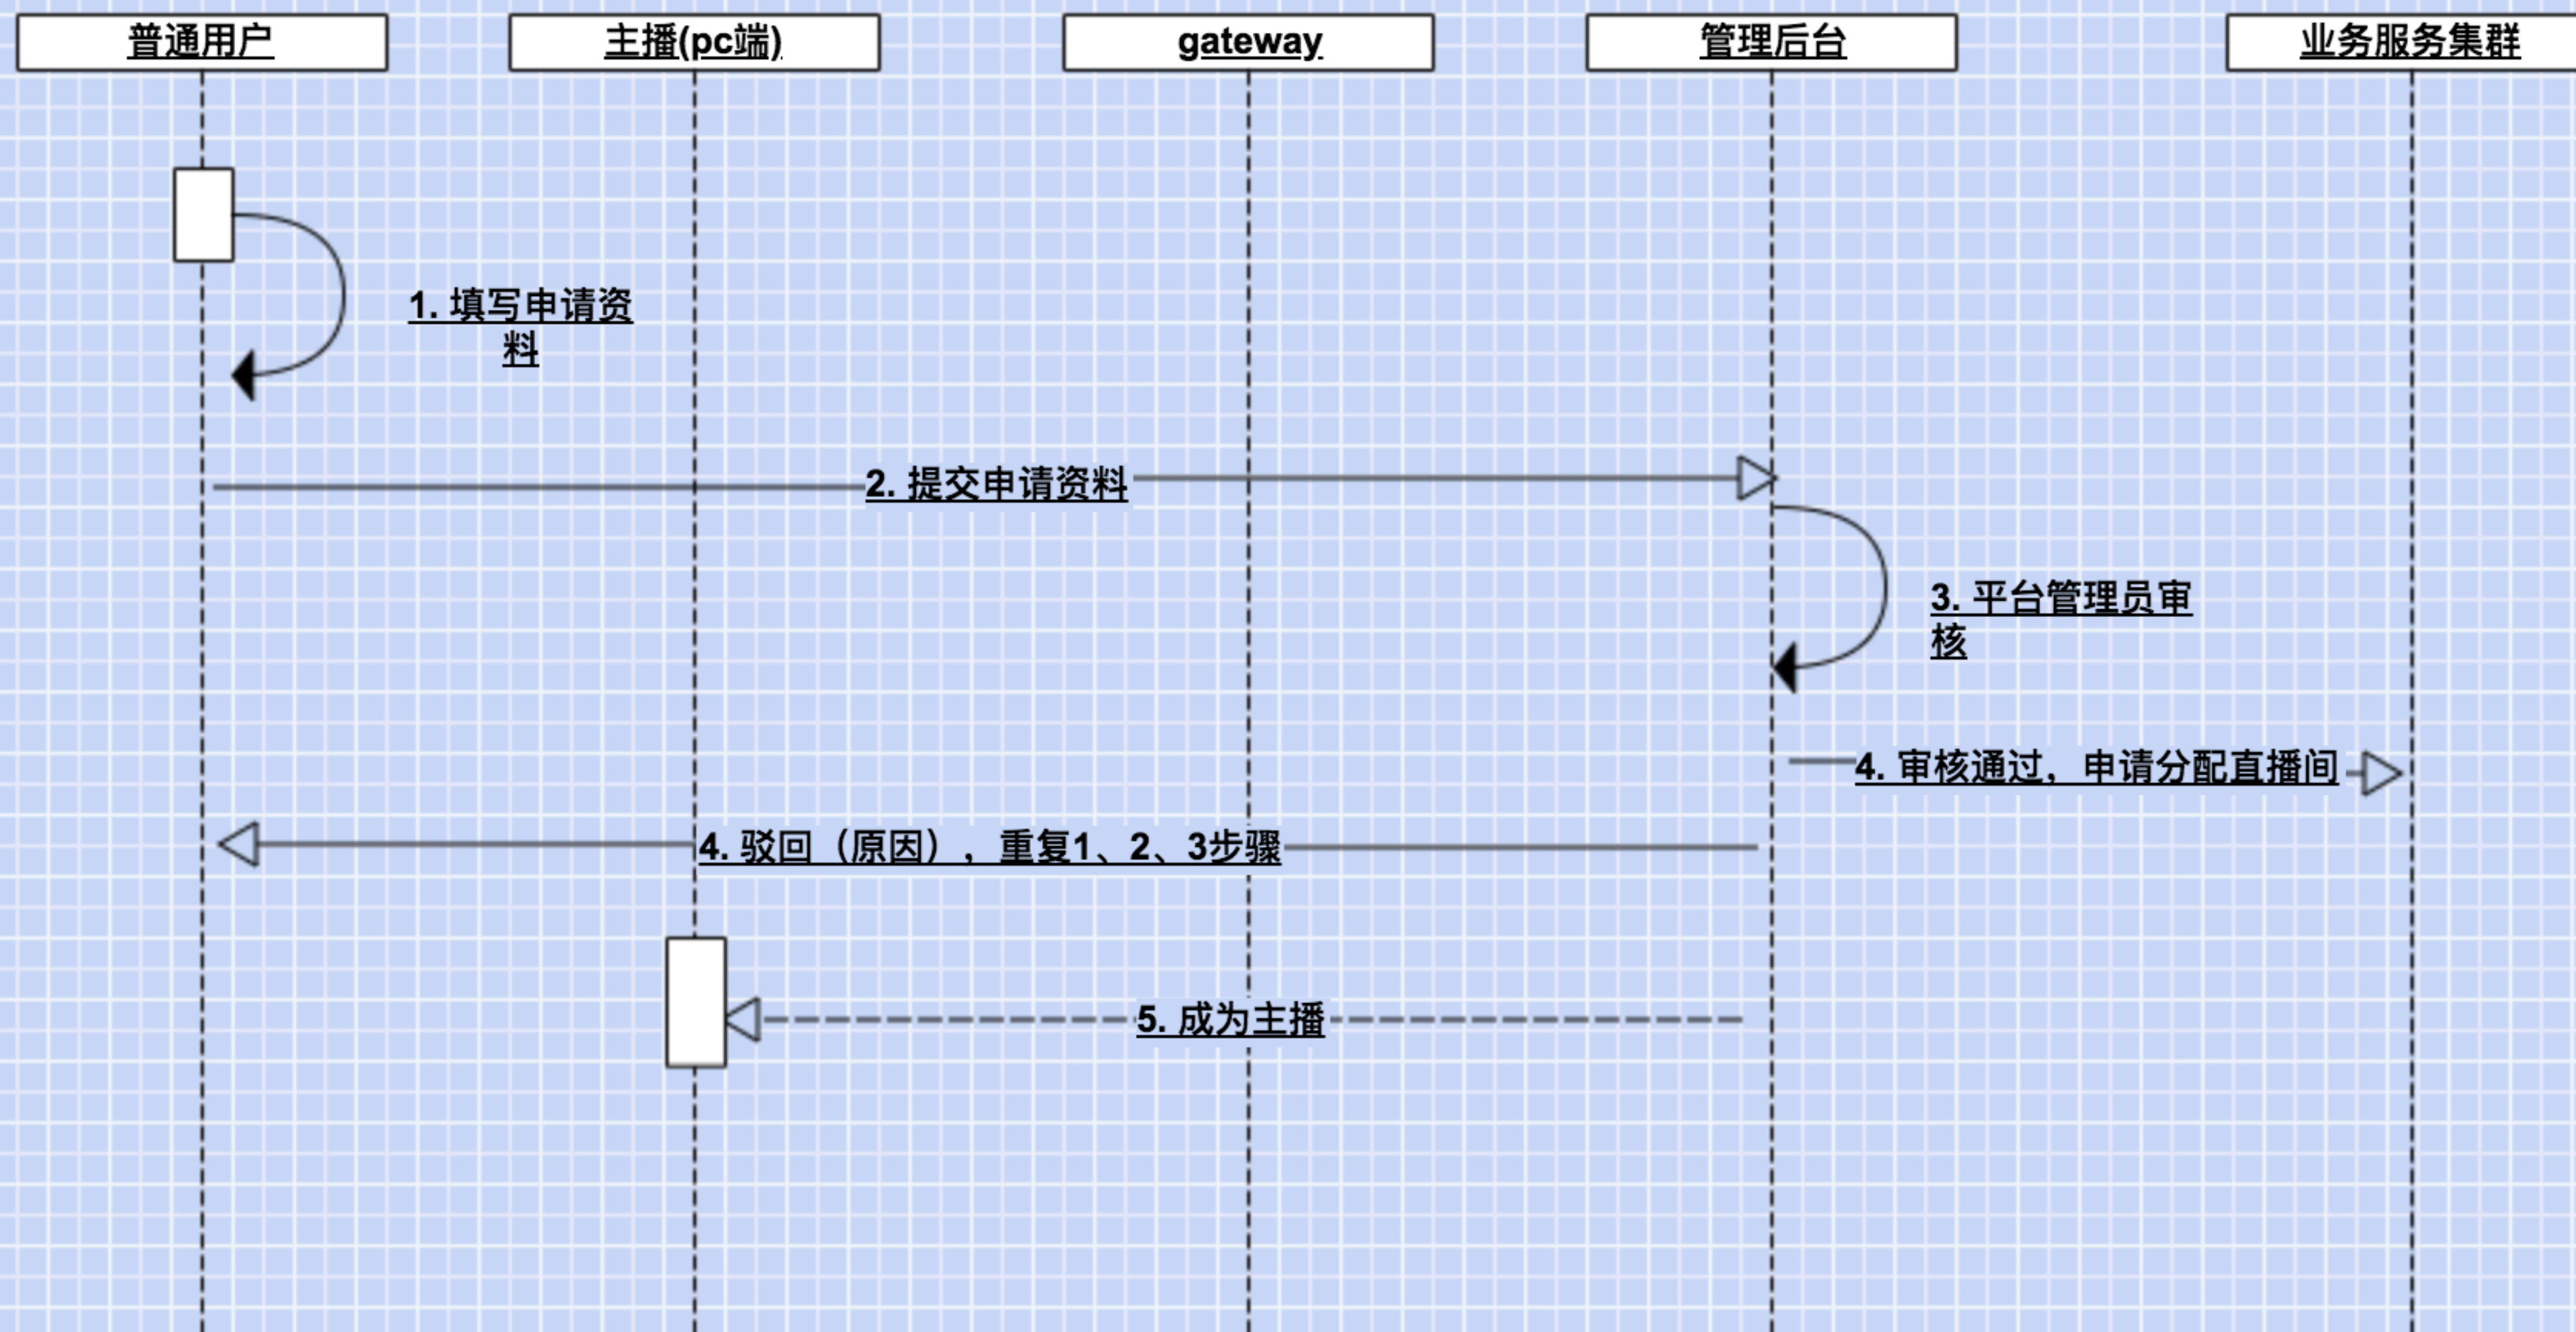 普通用户
主播(pc端)
gateway
管理后台
业务服务集群
1. 填写申请资
料
2. 提交申请资料
3. 平台管理员审
核
4. 审核通过，申请分配直播间
4. 驳回（原因），重复1、2、3步骤
5. 成为主播